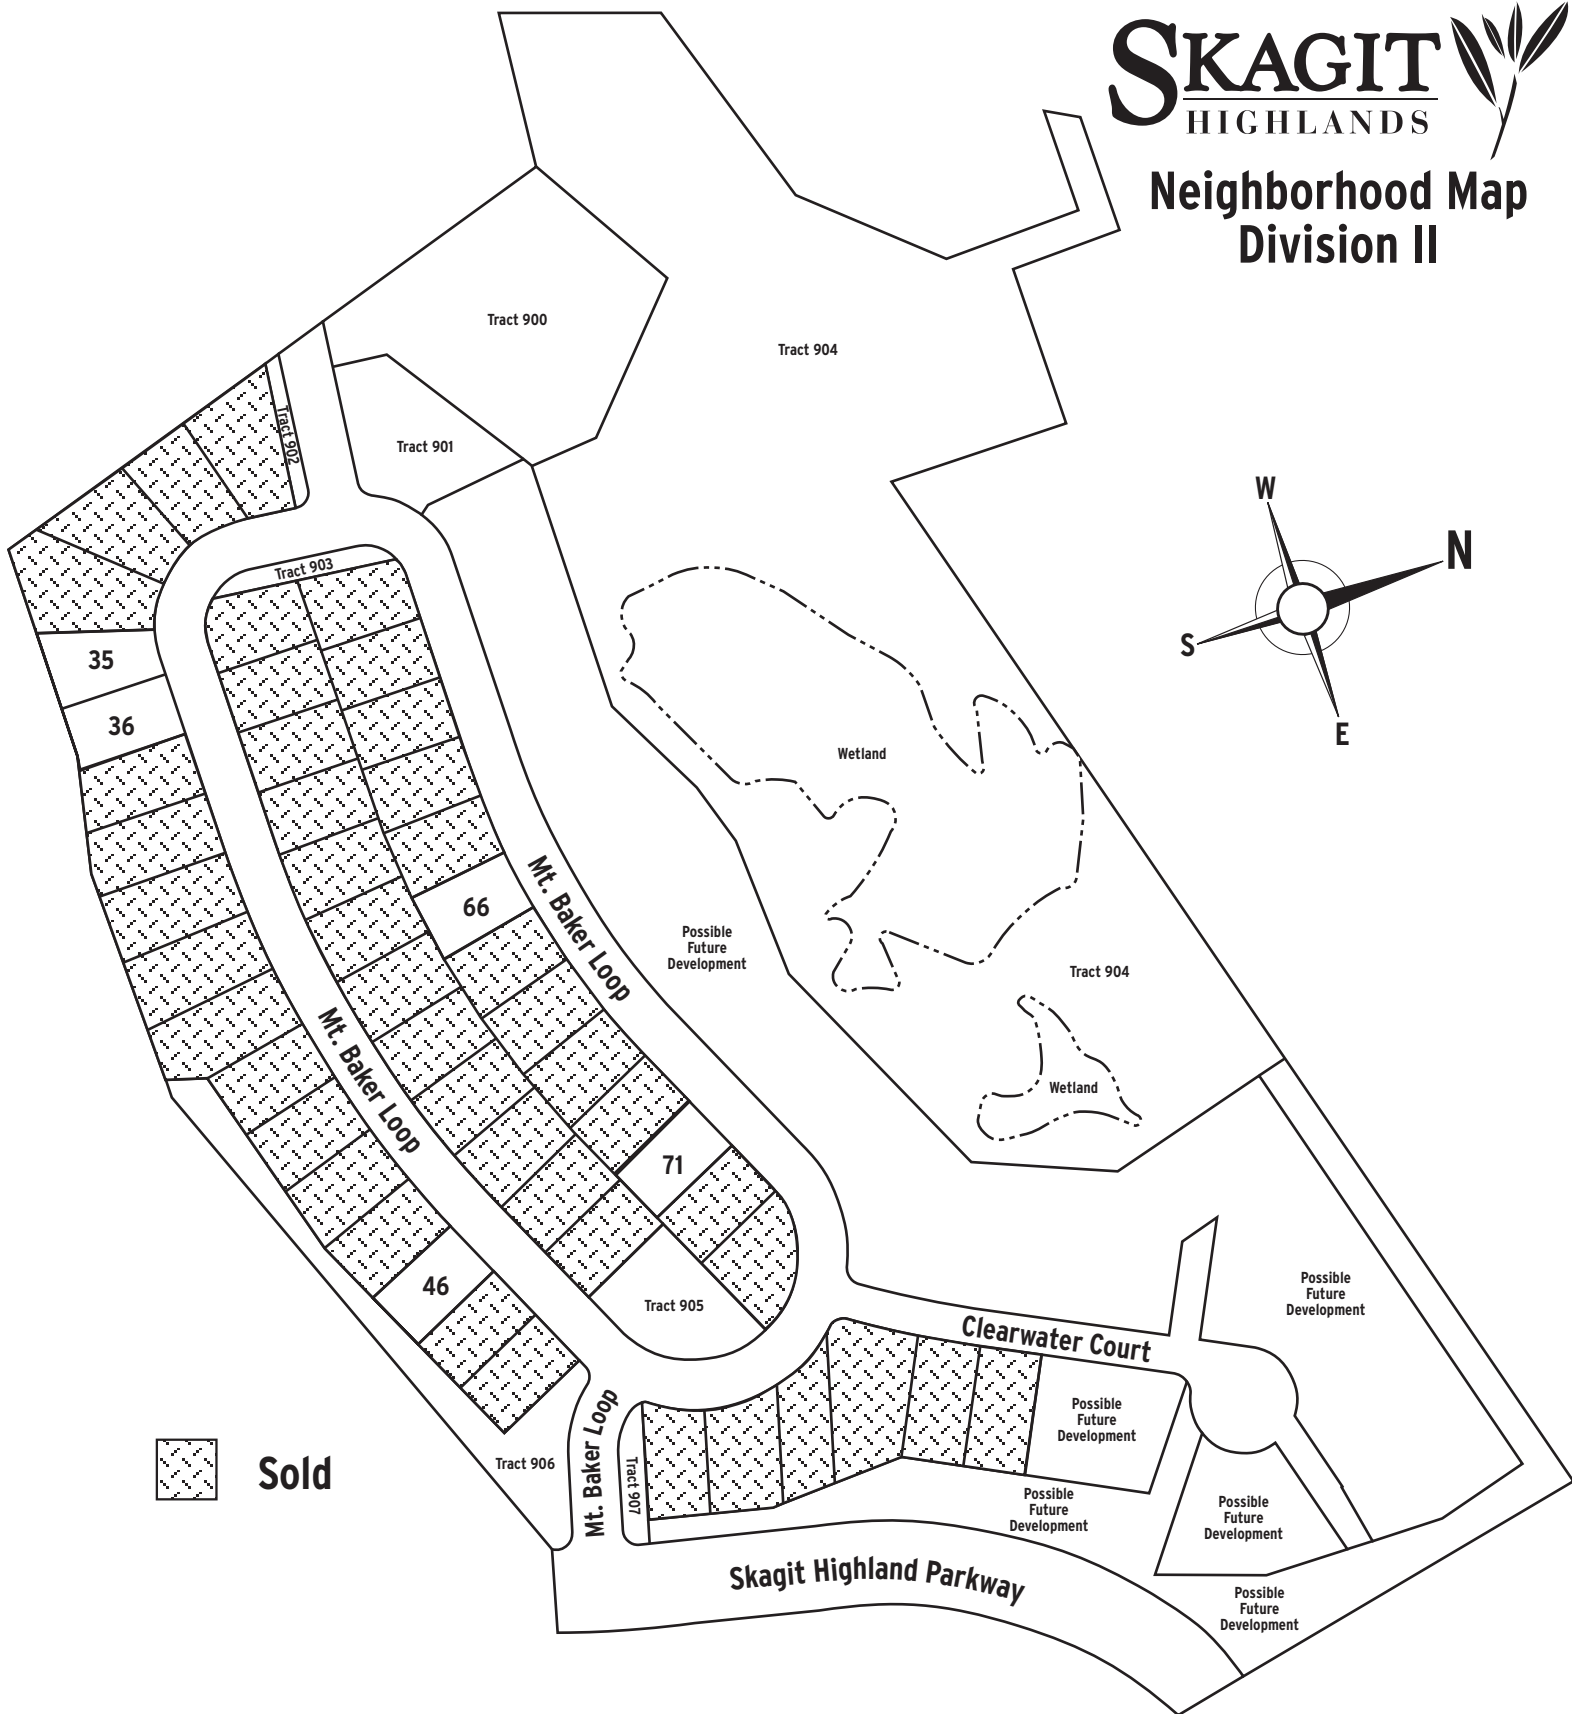 SKAGIT
HIGHLANDS
Neighborhood Map
Division II
Tract 900
Tract 904
Tract 901
Tract 902
W
N
S
E
Tract 903
35
36
Wetland
66
Mt. Baker Loop
Possible
Future
Development
Tract 904
Mt. Baker Loop
Wetland
71
46
Tract 905
Possible
Future
Development
Clearwater Court
Possible
Future
Development
Mt. Baker Loop
Tract 906
Tract 907
Sold
Possible
Future
Development
Possible
Future
Development
Skagit Highland Parkway
Possible
Future
Development